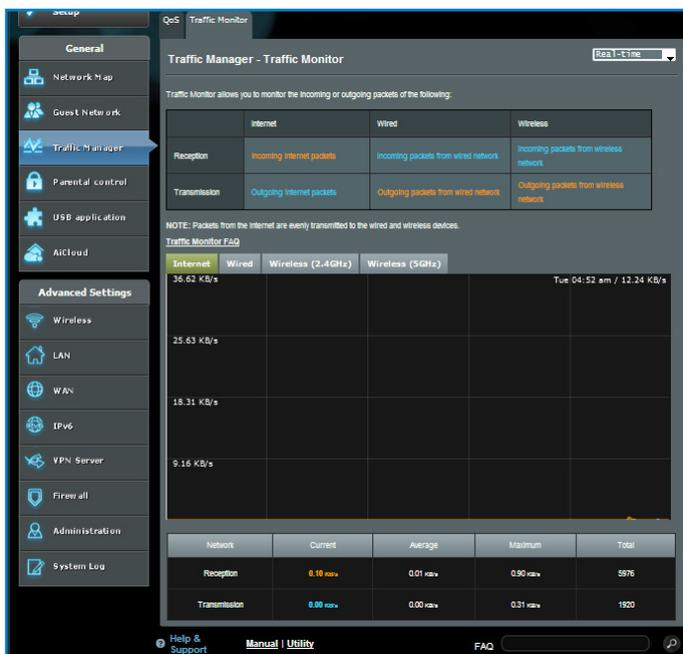 Setup
QoS Traffic Monitor
General
Network Map
Guest Network
Traffic Manager
Parental control
USB application
AiCloud
Advanced Settings
Wireless
LAN
WAN
IPv6
VPN Server
Firewall
Administration
System Log
Traffic Manager - Traffic Monitor
Real-time
Traffic Monitor allows you to monitor the incoming or outgoing packets of the following:
Internet Wired Wireless
Reception Incoming Internet packets Incoming packets from wired network Incoming packets from wireless
network
Transmission Outgoing Internet packets Outgoing packets from wired network Outgoing packets from wireless
network
NOTE: Packets from the Internet are evenly transmitted to the wired and wireless devices.
Traffic Monitor FAQ
Internet Wired Wireless (2.4GHz) Wireless (5GHz)
36.62 KB/s Tue 04:52 am / 12.24 KB/s
25.63 KB/s
18.31 KB/s
9.16 KB/s
Network Current Average Maximum Total
Reception 0.10 KB/s 0.01 KB/s 0.90 KB/s 5976
Transmission 0.00 KB/s 0.00 KB/s 0.31 KB/s 1920
Help &
Support
Manual | Utility
FAQ